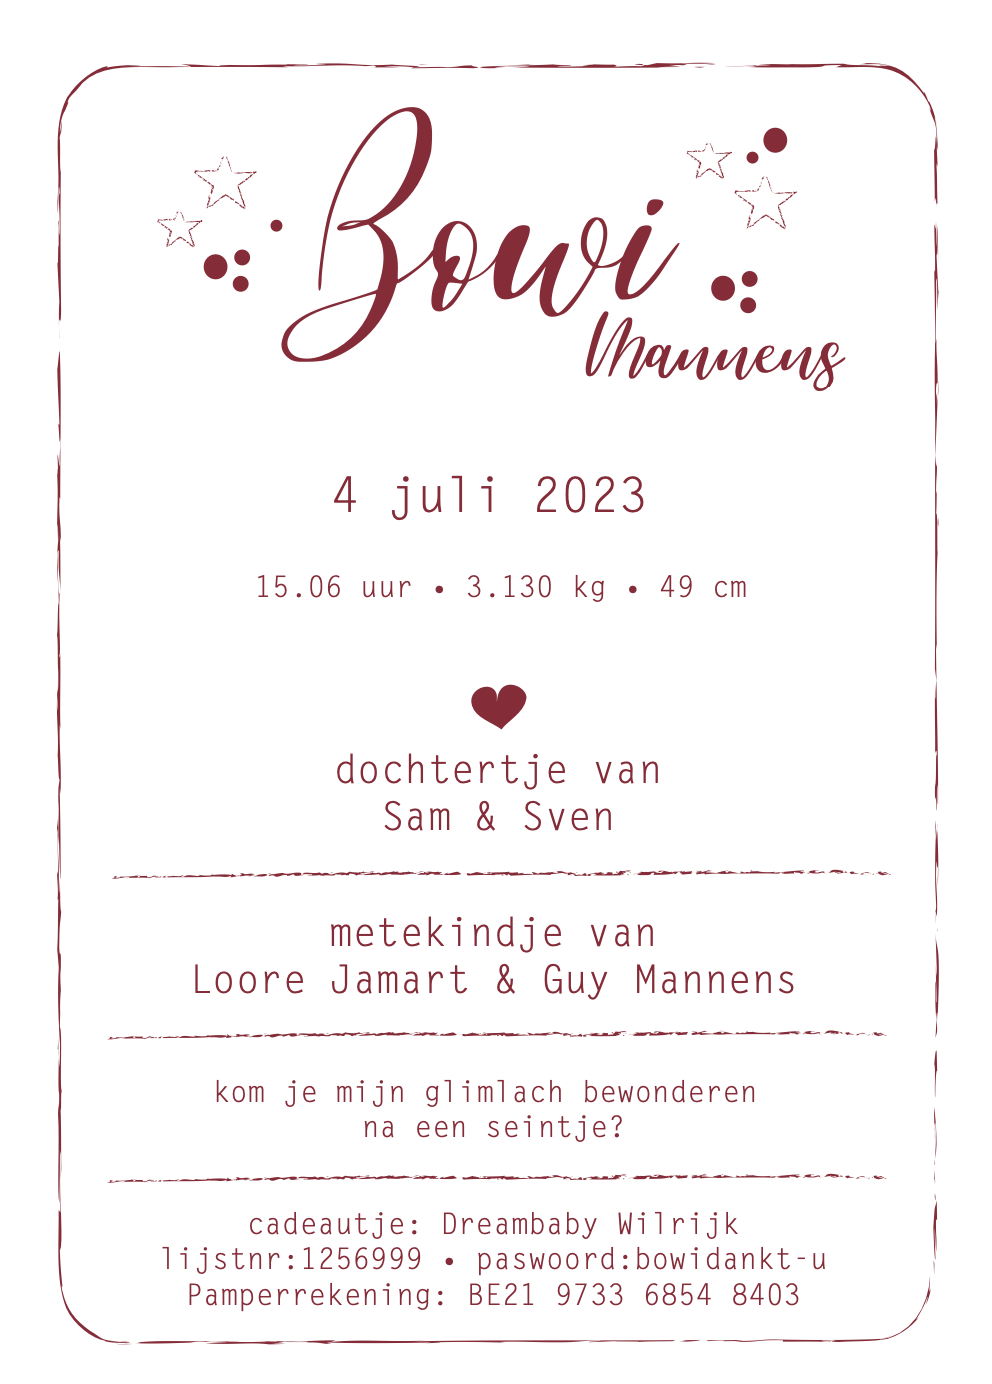 Bowi
Mannens
4 juli 2023
15.06 uur • 3.130 kg • 49 cm
dochtertje van
Sam & Sven
metekindje van
Loore Jamart & Guy Mannens
kom je mijn glimlach bewonderen
na een seintje?
cadeautje: Dreambaby Wilrijk
lijstnr:1256999 • paswoord:bowidankt-u
Pamperrekening: BE21 9733 6854 8403